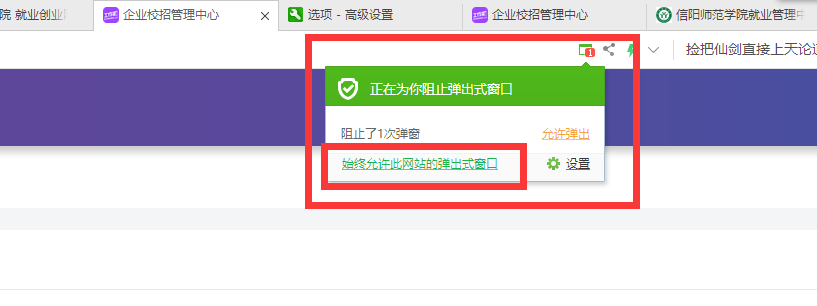 院 就业创业
企业校招管理中心
选项 - 高级设置
企业校招管理中心
信阳师范学院就业管理中
1
捡把仙剑直接上天论
正在为你阻止弹出式窗口
阻止了1次弹窗
允许弹出
始终允许此网站的弹出式窗口
设置